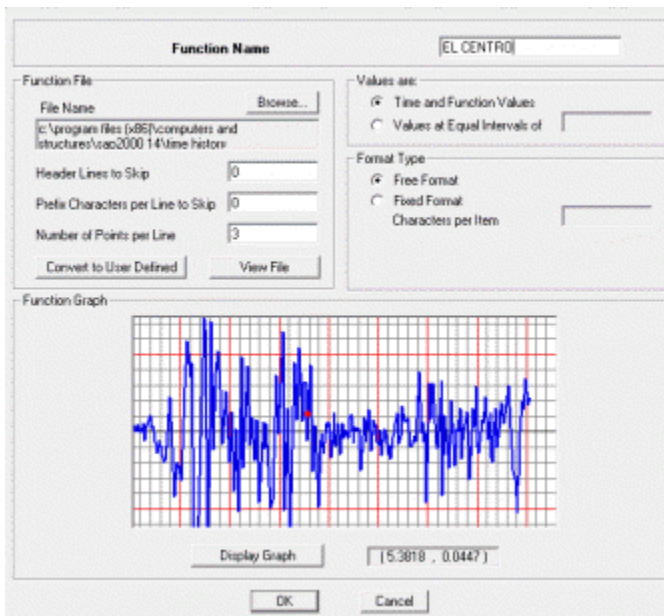 Function Name
EL CENTRO
Function File
File Name
Browse...
c:\program files (x86)\computers and
structures\sap2000 14\time history
Header Lines to Skip
0
Prefix Characters per Line to Skip
0
Number of Points per Line
3
Convert to User Defined
View File
Values are:
Time and Function Values
Values at Equal Intervals of
Format Type
Free Format
Fixed Format
Characters per Item
Function Graph
Display Graph
(5.3818 , 0.0447)
OK
Cancel